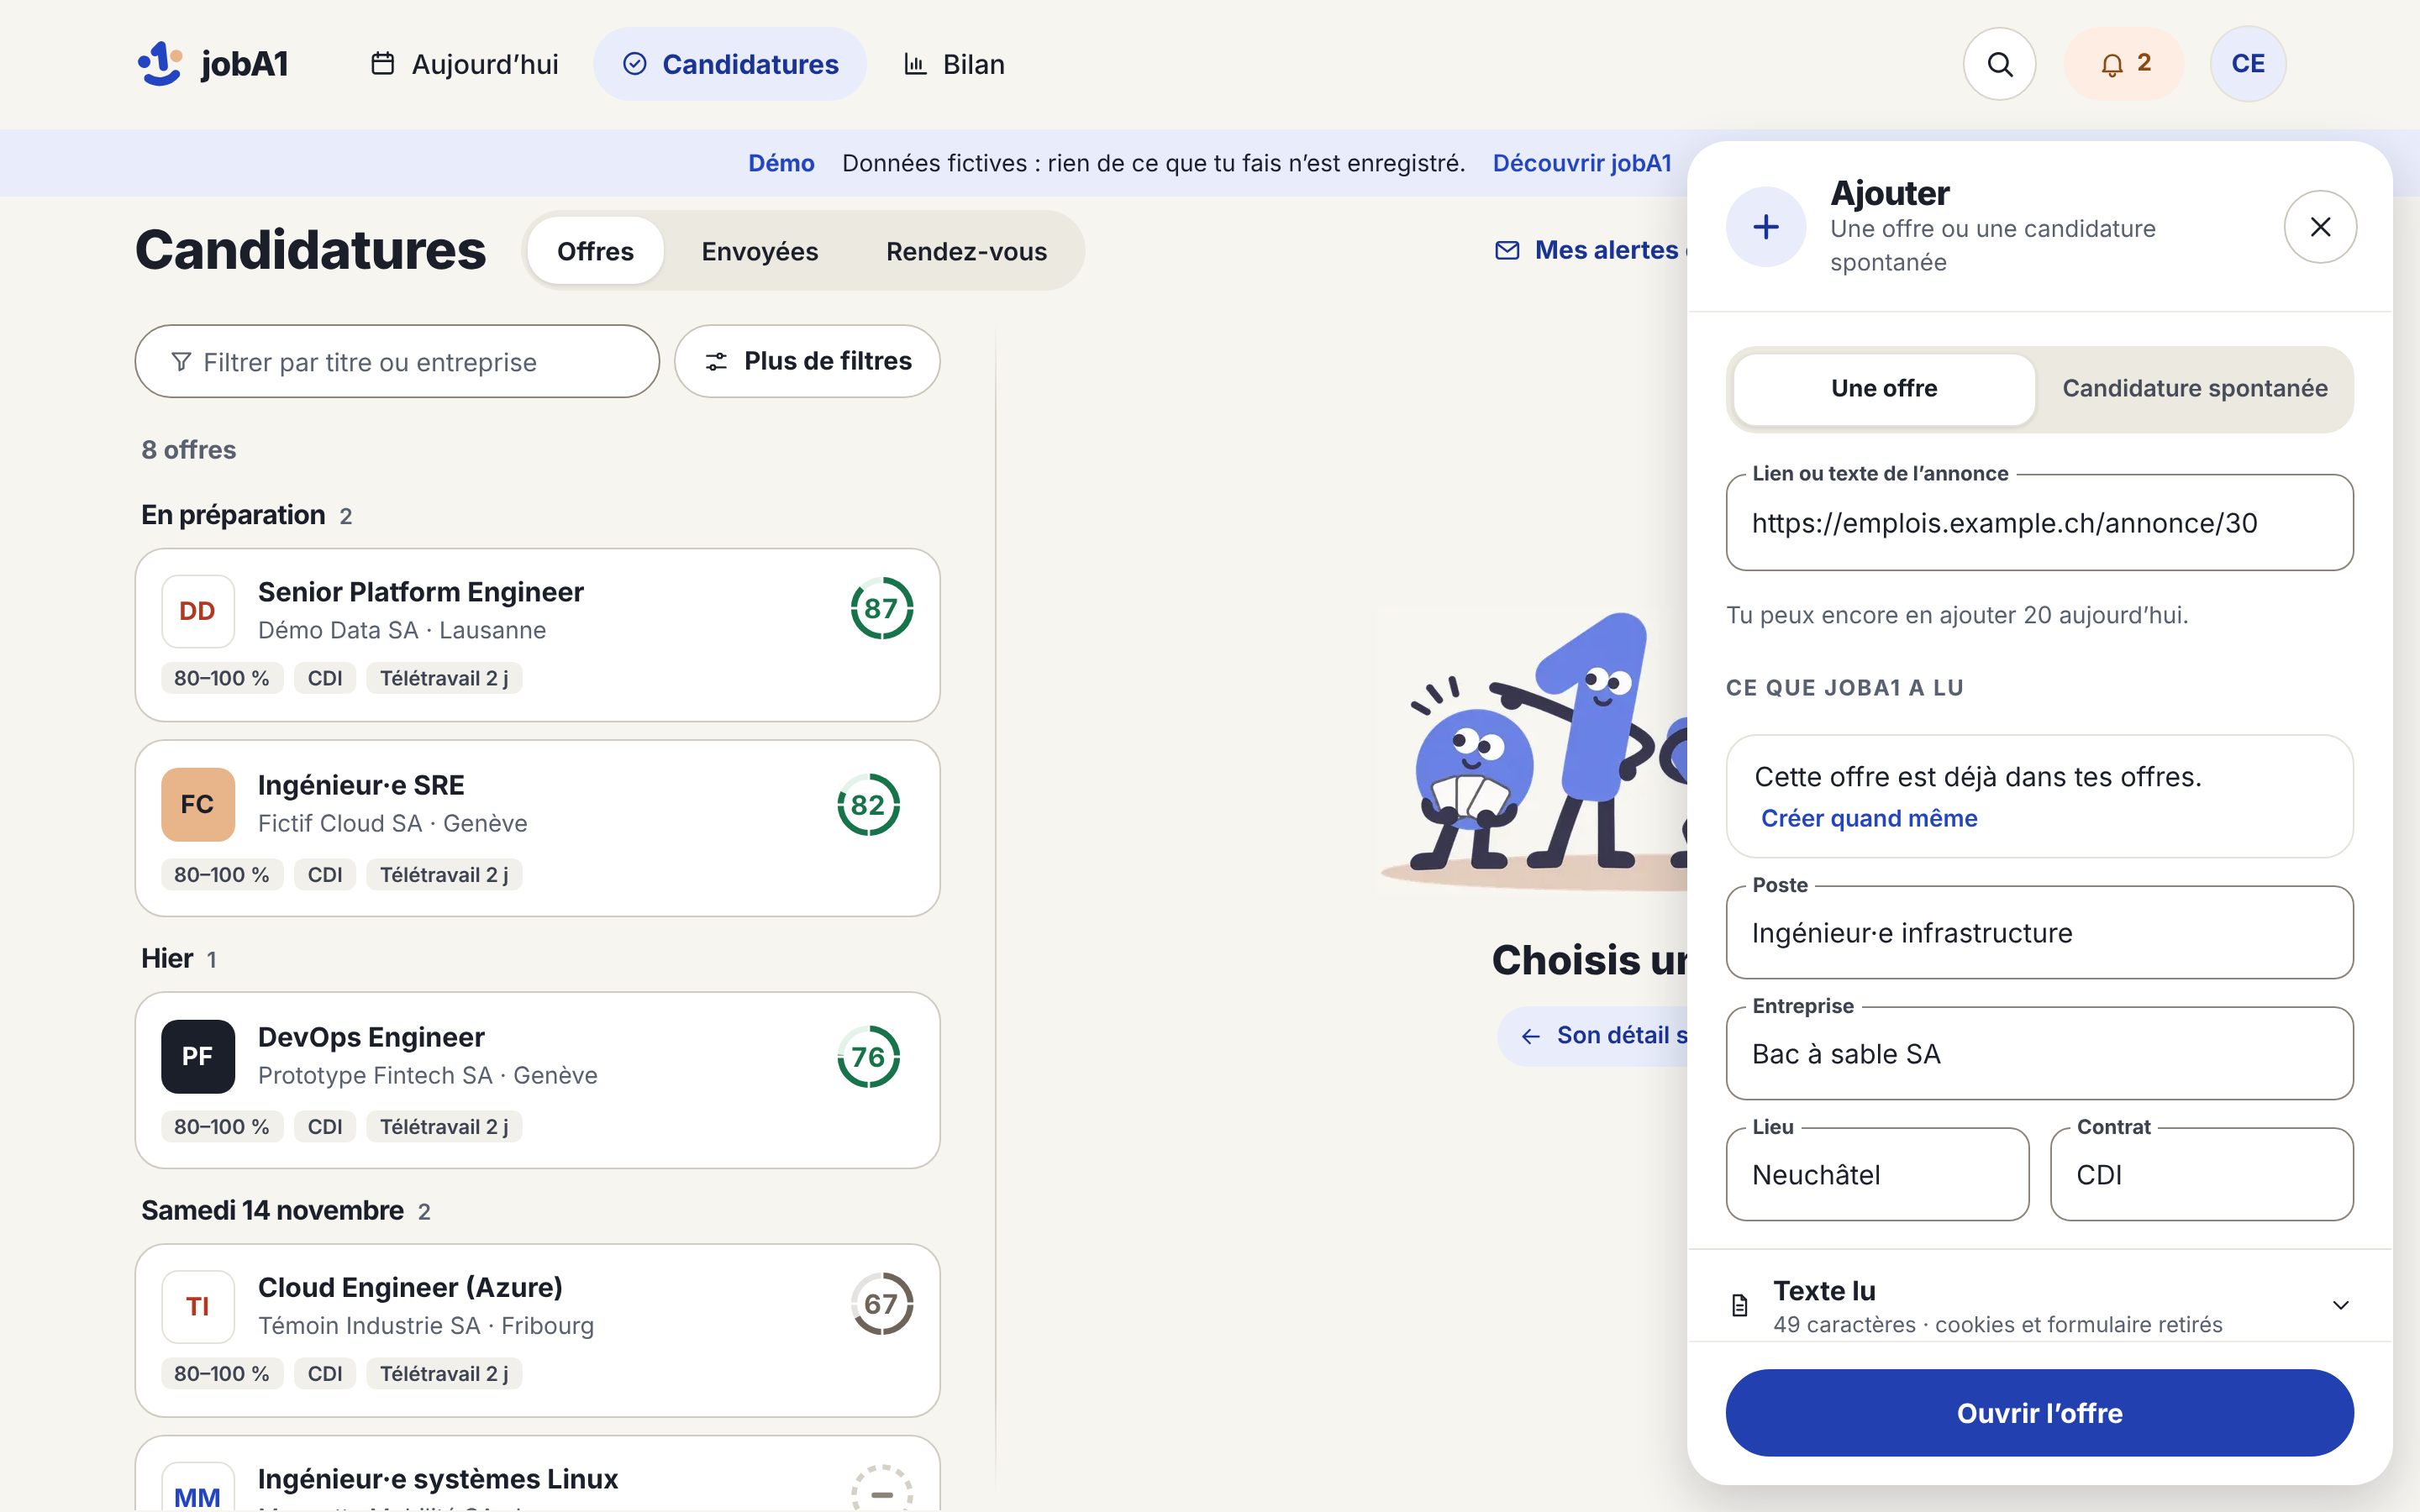 jobA1
Aujourd’hui
Candidatures
Bilan
2
CE
Démo Données fictives : rien de ce que tu fais n’est enregistré. Découvrir jobA1
Candidatures
Offres
Envoyées
Rendez-vous
Mes alertes
Filtrer par titre ou entreprise
Plus de filtres
8 offres
En préparation 2
DD
Senior Platform Engineer
Démo Data SA · Lausanne
87
80–100 % CDI Télétravail 2 j
FC
Ingénieur·e SRE
Fictif Cloud SA · Genève
82
80–100 % CDI Télétravail 2 j
Hier 1
PF
DevOps Engineer
Prototype Fintech SA · Genève
76
80–100 % CDI Télétravail 2 j
Samedi 14 novembre 2
TI
Cloud Engineer (Azure)
Témoin Industrie SA · Fribourg
67
80–100 % CDI Télétravail 2 j
MM
Ingénieur·e systèmes Linux
Choisis
Son détail
Ajouter
Une offre ou une candidature
spontanée
Une offre
Candidature spontanée
Lien ou texte de l’annonce
https://emplois.example.ch/annonce/30
Tu peux encore en ajouter 20 aujourd’hui.
CE QUE JOBA1 A LU
Cette offre est déjà dans tes offres.
Créer quand même
Poste
Ingénieur·e infrastructure
Entreprise
Bac à sable SA
Lieu
Neuchâtel
Contrat
CDI
Texte lu
49 caractères · cookies et formulaire retirés
Ouvrir l’offre